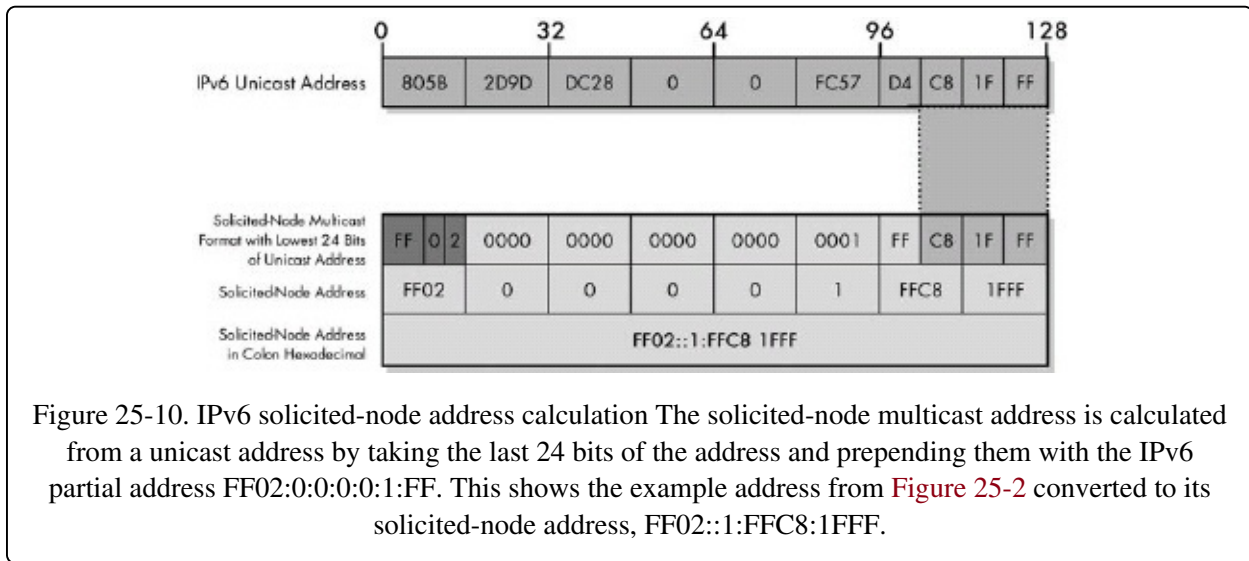 0 32 64 96 128
IPv6 Unicast Address 805B 2D9D DC28 0 0 FC57 D4 C8 1F FF
Solicited-Node Multicast
Format with Lowest 24 Bits
of Unicast Address
FF 0 2 0000 0000 0000 0000 0001 FF C8 1F FF
Solicited-Node Address FF02 0 0 0 0 1 FFC8 1FFF
Solicited-Node Address
in Colon Hexadecimal
FF02::1:FFC8 1FFF
Figure 25-10. IPv6 solicited-node address calculation The solicited-node multicast address is calculated
from a unicast address by taking the last 24 bits of the address and prepending them with the IPv6
partial address FF02:0:0:0:0:1:FF. This shows the example address from Figure 25-2 converted to its
solicited-node address, FF02::1:FFC8:1FFF.